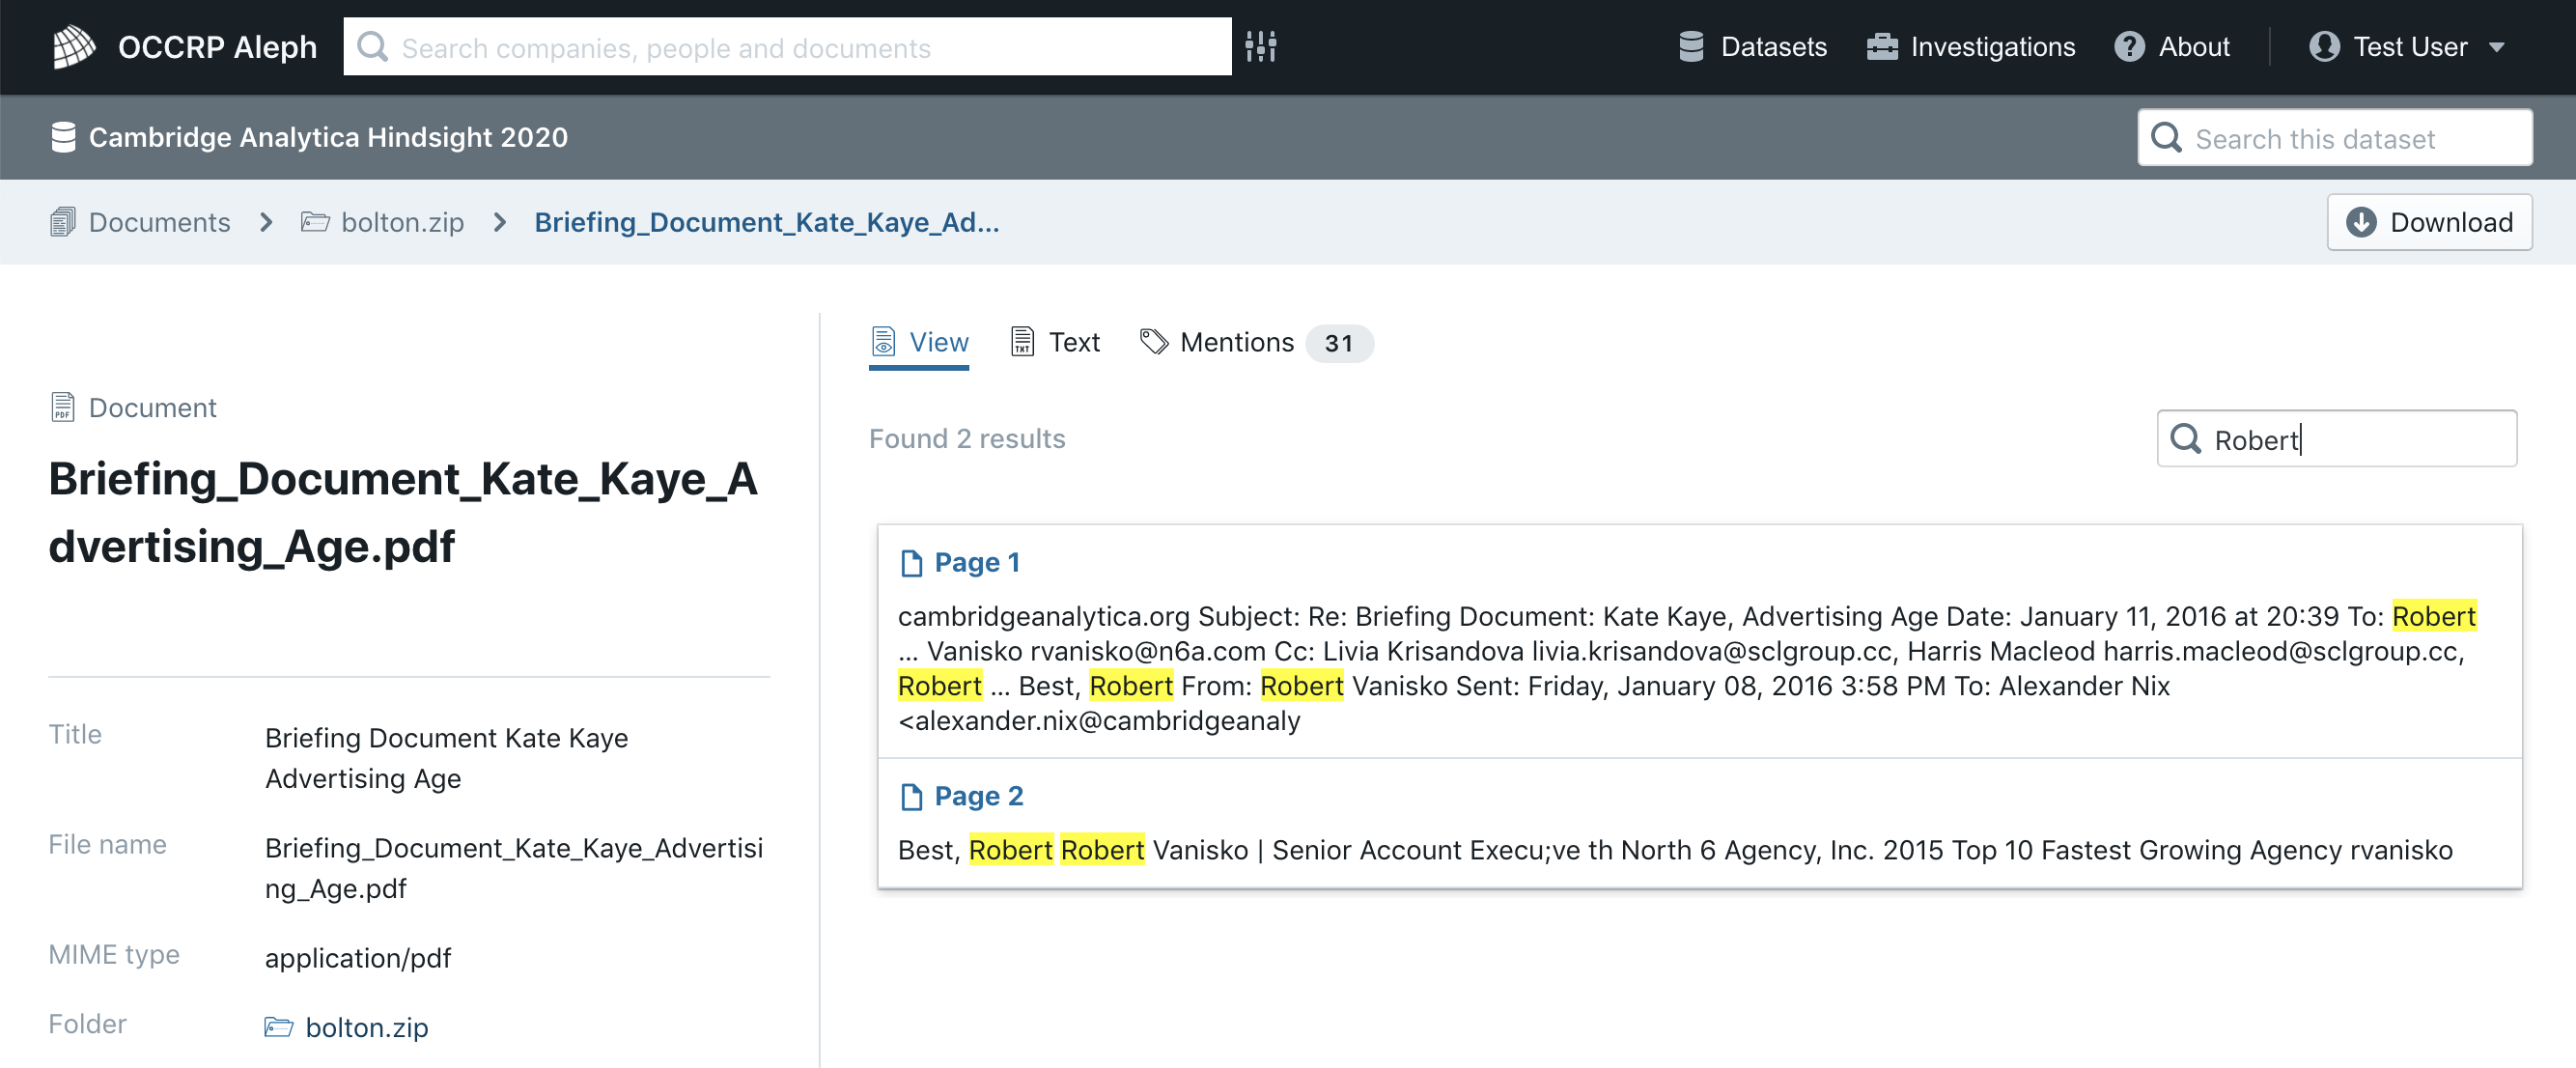 OCCRP Aleph
Search companies, people and documents
Datasets
Investigations
About
Test User
Cambridge Analytica Hindsight 2020
Search this dataset
Documents
bolton.zip
Briefing_Document_Kate_Kaye_Ad...
Download
Document
Briefing_Document_Kate_Kaye_A
dvertising_Age.pdf
Title
Briefing Document Kate Kaye
Advertising Age
File name
Briefing_Document_Kate_Kaye_Advertisi
ng_Age.pdf
MIME type
application/pdf
Folder
bolton.zip
View
Text
Mentions 31
Found 2 results
Robert
Page 1
cambridgeanalytica.org Subject: Re: Briefing Document: Kate Kaye, Advertising Age Date: January 11, 2016 at 20:39 To: Robert
... Vanisko rvanisko@n6a.com Cc: Livia Krisandova livia.krisandova@sclgroup.cc, Harris Macleod harris.macleod@sclgroup.cc,
Robert ... Best, Robert From: Robert Vanisko Sent: Friday, January 08, 2016 3:58 PM To: Alexander Nix
<alexander.nix@cambridgeanaly
Page 2
Best, Robert Robert Vanisko | Senior Account Execu;ve th North 6 Agency, Inc. 2015 Top 10 Fastest Growing Agency rvanisko